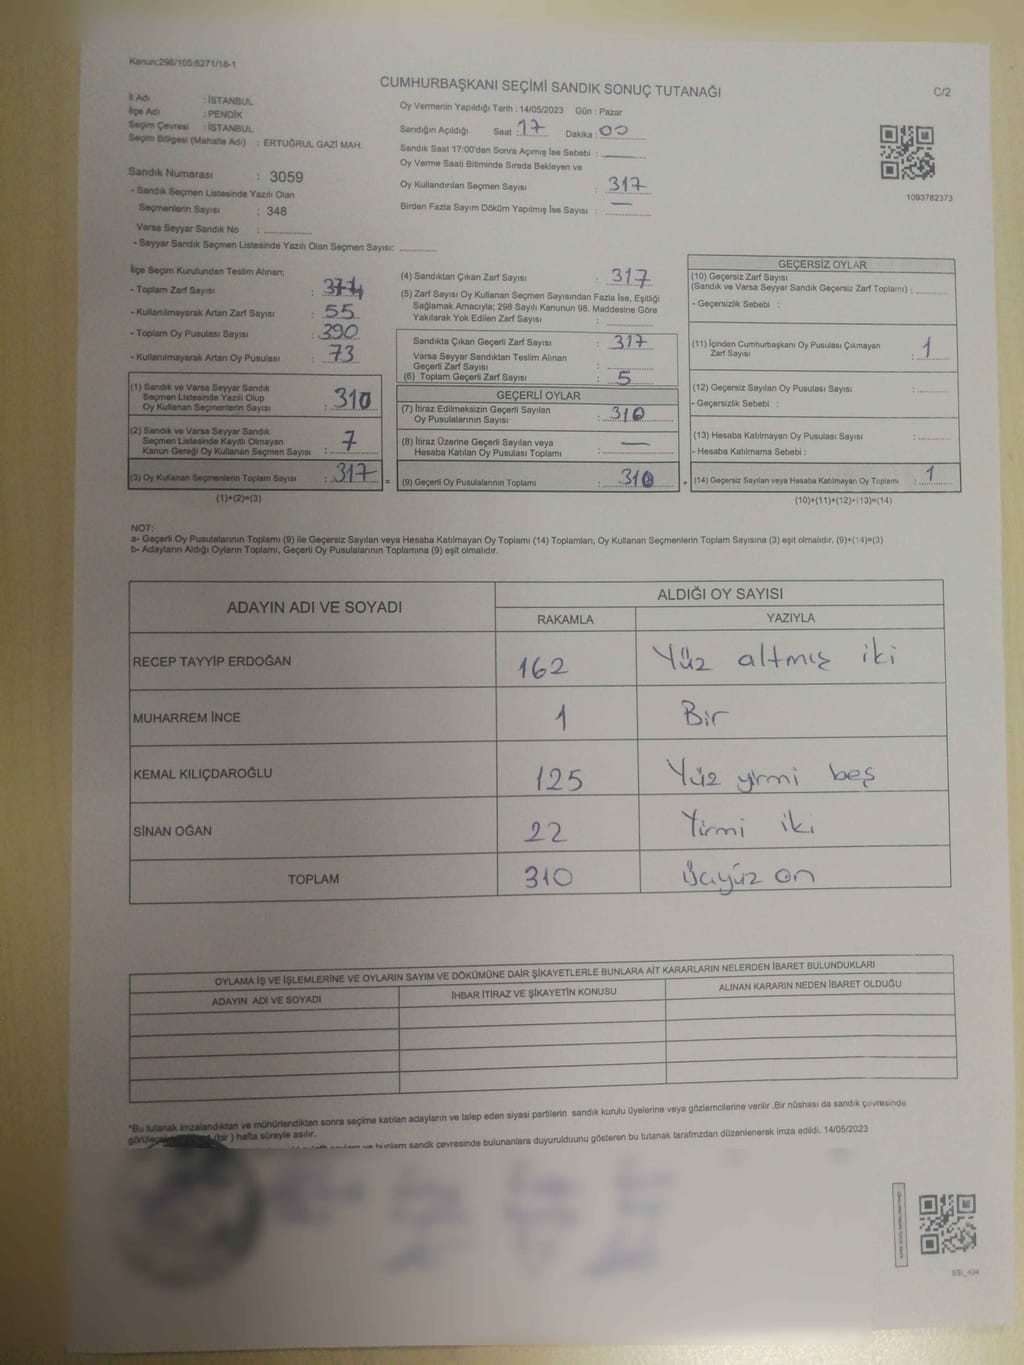 Kanun:298/105;6271/18-1
CUMHURBAŞKANI SEÇİMİ SANDIK SONUÇ TUTANAĞI
C/2
İl Adı : İSTANBUL
İlçe Adı : PENDİK
Seçim Çevresi : İSTANBUL
Seçim Bölgesi (Mahalle Adı) : ERTUĞRUL GAZİ MAH.
Sandık Numarası : 3059
- Sandık Seçmen Listesinde Yazılı Olan
Seçmenlerin Sayısı : 348
Varsa Seyyar Sandık No : ..............
- Seyyar Sandık Seçmen Listesinde Yazılı Olan Seçmen Sayısı: ............
Oy Vermenin Yapıldığı Tarih : 14/05/2023 Gün : Pazar
Sandığın Açıldığı Saat : 17 Dakika : 00
Sandık Saat 17:00'den Sonra Açımış İse Sebebi :
Oy Verme Saati Bitiminde Sırada Bekleyen ve
Oy Kullandırılan Seçmen Sayısı : 317
Birden Fazla Sayım Döküm Yapılmış İse Sayısı : —
1093782373
İlçe Seçim Kurulundan Teslim Alınan;
- Toplam Zarf Sayısı :
- Kullanılmayarak Artan Zarf Sayısı : 55
- Toplam Oy Pusulası Sayısı : 390
- Kullanılmayarak Artan Oy Pusulası : 73
(1) Sandık ve Varsa Seyyar Sandık
Seçmen Listesinde Yazılı Olup
Oy Kullanan Seçmenlerin Sayısı : 310
(2) Sandık ve Varsa Seyyar Sandık
Seçmen Listesinde Kayıtlı Olmayan
Kanun Gereği Oy Kullanan Seçmen Sayısı : 7
(3) Oy Kullanan Seçmenlerin Toplam Sayısı : 317 =
(1)+(2)=(3)
(4) Sandıktan Çıkan Zarf Sayısı : 317
(5) Zarf Sayısı Oy Kullanan Seçmen Sayısından Fazla İse, Eşitliği
Sağlamak Amacıyla; 298 Sayılı Kanunun 98. Maddesine Göre
Yakılarak Yok Edilen Zarf Sayısı :
Sandıkta Çıkan Geçerli Zarf Sayısı : 317
Varsa Seyyar Sandıktan Teslim Alınan
Geçerli Zarf Sayısı :
(6) Toplam Geçerli Zarf Sayısı : 5
GEÇERLİ OYLAR
(7) İtiraz Edilmeksizin Geçerli Sayılan
Oy Pusulalarının Sayısı : 310
(8) İtiraz Üzerine Geçerli Sayılan veya
Hesaba Katılan Oy Pusulası Toplamı : —
(9) Geçerli Oy Pusulalarının Toplamı : 310 +
GEÇERSİZ OYLAR
(10) Geçersiz Zarf Sayısı
(Sandık ve Varsa Seyyar Sandık Geçersiz Zarf Toplamı) :
- Geçersizlik Sebebi :
(11) İçinden Cumhurbaşkanı Oy Pusulası Çıkmayan
Zarf Sayısı : 1
(12) Geçersiz Sayılan Oy Pusulası Sayısı :
- Geçersizlik Sebebi :
(13) Hesaba Katılmayan Oy Pusulası Sayısı :
- Hesaba Katılmama Sebebi :
(14) Geçersiz Sayılan veya Hesaba Katılmayan Oy Toplamı : 1
(10)+(11)+(12)+(13)=(14)
NOT:
a- Geçerli Oy Pusulalarının Toplamı (9) ile Geçersiz Sayılan veya Hesaba Katılmayan Oy Toplamı (14) Toplamları, Oy Kullanan Seçmenlerin Toplam Sayısına (3) eşit olmalıdır. (9)+(14)=(3)
b- Adayların Aldığı Oyların Toplamı, Geçerli Oy Pusulalarının Toplamına (9) eşit olmalıdır.
ADAYIN ADI VE SOYADI
ALDIĞI OY SAYISI
RAKAMLA YAZIYLA
RECEP TAYYİP ERDOĞAN 162 Yüz altmış iki
MUHARREM İNCE 1 Bir
KEMAL KILIÇDAROĞLU 125 Yüz yirmi beş
SİNAN OĞAN 22 Yirmi iki
TOPLAM 310 Üçyüz on
OYLAMA İŞ VE İŞLEMLERİNE VE OYLARIN SAYIM VE DÖKÜMÜNE DAİR ŞİKAYETLERLE BUNLARA AİT KARARLARIN NELERDEN İBARET BULUNDUKLARI
ADAYIN ADI VE SOYADI İHBAR İTİRAZ VE ŞİKAYETİN KONUSU ALINAN KARARIN NEDEN İBARET OLDUĞU
*Bu tutanak imzalandıktan ve mühürlendikten sonra seçime katılan adayların ve talep eden siyasi partilerin sandık kurulu üyelerine veya gözlemcilerine verilir .Bir nüshası da sandık çevresinde
(bir ) hafta süreyle asılır.
sandk çevresinde bulunanlara duyurulduunu gösteren bu tutanak tarafmzdan düzenlenerek imza edildi. 14/05/2023